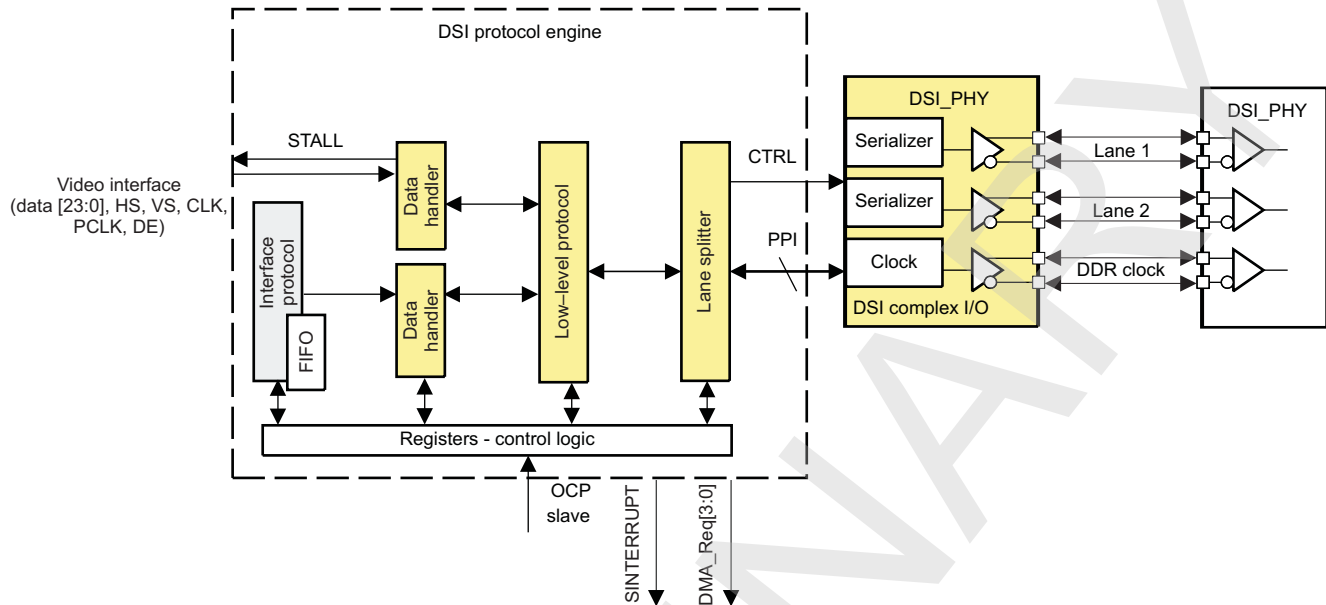 DSI protocol engine
STALL
Video interface
(data [23:0], HS, VS, CLK,
PCLK, DE)
Interface
protocol
FIFO
Data
handler
Data
handler
Low–level protocol
Lane splitter
Registers - control logic
OCP
slave
SINTERRUPT
DMA_Req[3:0]
CTRL
PPI
DSI_PHY
Serializer
Serializer
Clock
DSI complex I/O
Lane 1
Lane 2
DDR clock
DSI_PHY